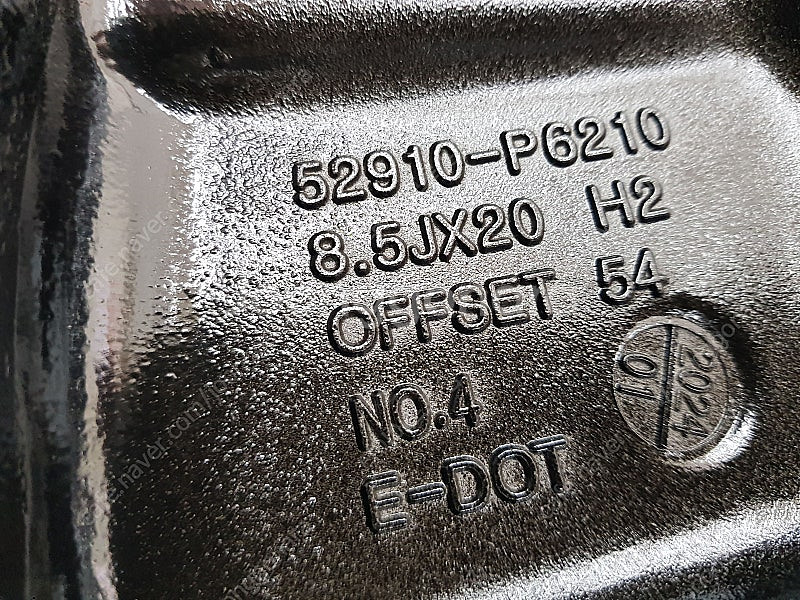 52910-P6210
8.5JX20 H2
OFFSET 54
2024
01
NO.4
E-DOT